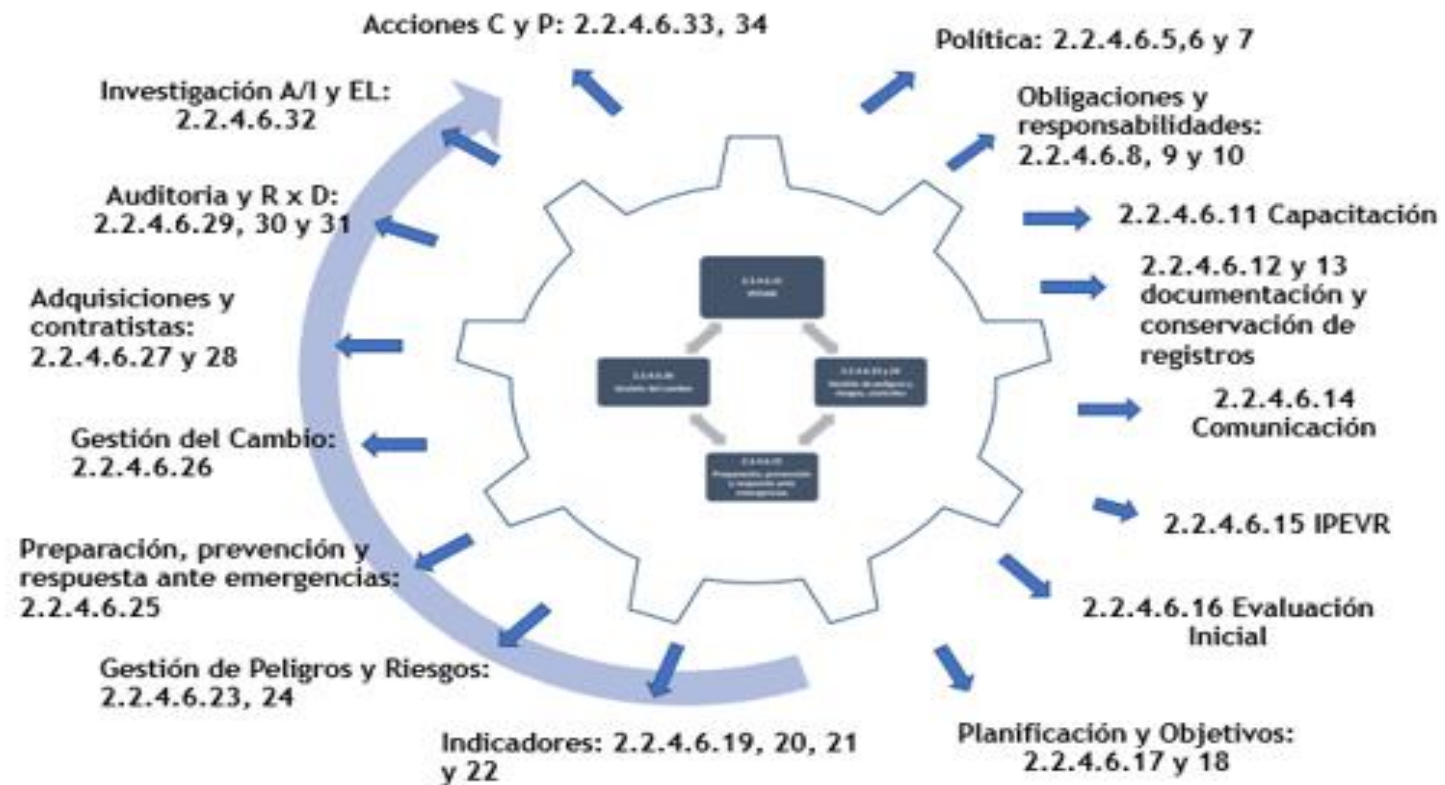 Acciones C y P: 2.2.4.6.33, 34
Política: 2.2.4.6.5,6 y 7
Obligaciones y
responsabilidades:
2.2.4.6.8, 9 y 10
2.2.4.6.11 Capacitación
2.2.4.6.12 y 13
documentación y
conservación de
registros
2.2.4.6.14
Comunicación
2.2.4.6.15 IPEVR
2.2.4.6.16 Evaluación
Inicial
Planificación y Objetivos:
2.2.4.6.17 y 18
Indicadores: 2.2.4.6.19, 20, 21
y 22
Gestión de Peligros y Riesgos:
2.2.4.6.23, 24
Preparación, prevención y
respuesta ante emergencias:
2.2.4.6.25
Gestión del Cambio:
2.2.4.6.26
Adquisiciones y
contratistas:
2.2.4.6.27 y 28
Auditoria y R x D:
2.2.4.6.29, 30 y 31
Investigación A/I y EL:
2.2.4.6.32
Preparación, prevención
y respuesta ante
emergencias